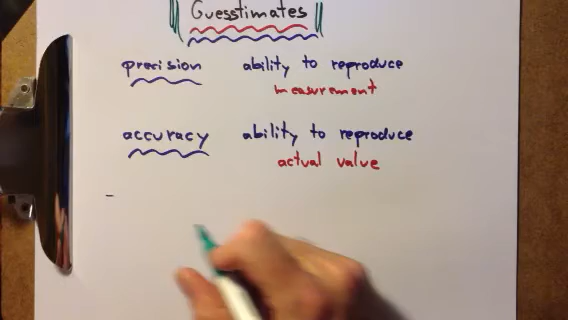 Guesstimates
precision ability to reproduce
measurement
accuracy ability to reproduce
actual value
-